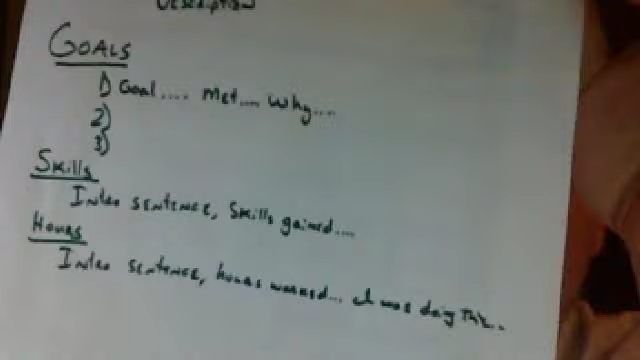 Description
GOALS
1) Goal.... Met.... Why....
2)
3)
Skills
Intro sentence, Skills gained....
Hours
Intro sentence, hours worked... I was doing this..